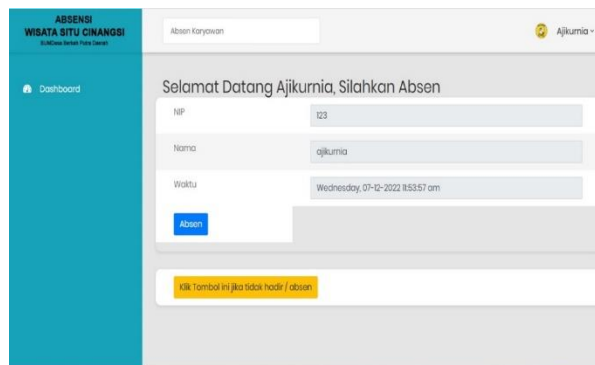 ABSENSI
WISATA SITU CINANGSI
Absen Karyawan
Ajikurnia
Dashboard
Selamat Datang Ajikurnia, Silahkan Absen
NIP
123
Nama
ajikurnia
Waktu
Wednesday, 07-12-2022 11:53:57 am
Absen
Klik Tombol ini jika tidak hadir / absen